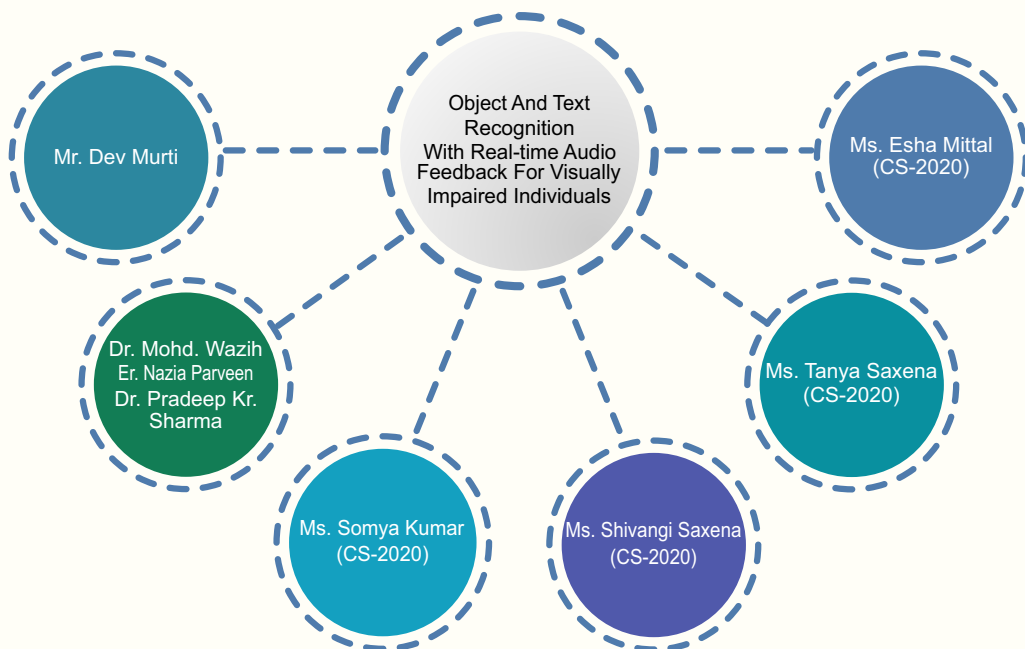 Object And Text
Recognition
With Real-time Audio
Feedback For Visually
Impaired Individuals
Mr. Dev Murti
Ms. Esha Mittal
(CS-2020)
Dr. Mohd. Wazih
Er. Nazia Parveen
Dr. Pradeep Kr.
Sharma
Ms. Tanya Saxena
(CS-2020)
Ms. Somya Kumar
(CS-2020)
Ms. Shivangi Saxena
(CS-2020)